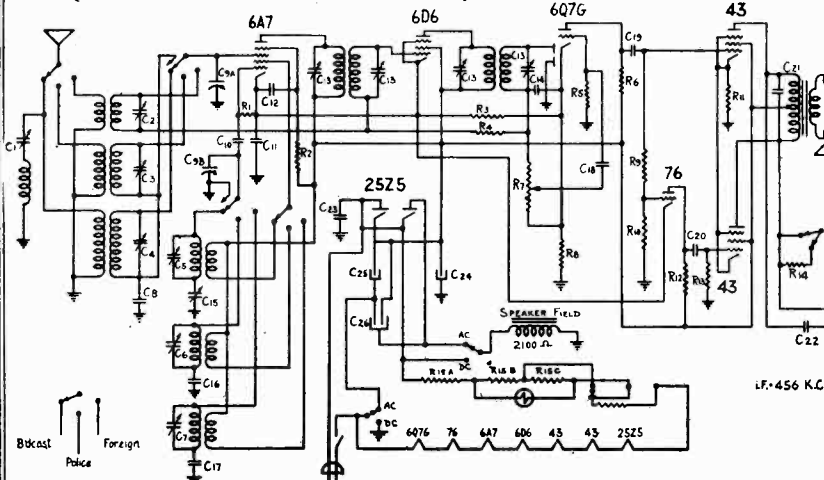 6A7
6D6
6Q7G
43
C9A
C13
C13
C13
C13
C14
C19
C21
C12
R5
R6
R11
C1
C2
R1
R3
R4
C10
C11
C3
R2
C9B
R7
C18
R9
76
25Z5
C23
C4
R10
C5
C25
C24
R8
C20
R12
R13
43
R14
C8
C15
C26
SPEAKER FIELD
2100 Ω
AC
DC
C22
C6
C16
R15A
R15B
R15C
I.F.=456 K.C
Bdcast
Police
Foreign
C7
C17
AC
DC
6Q7G 76 6A7 6D6 43 43 25Z5